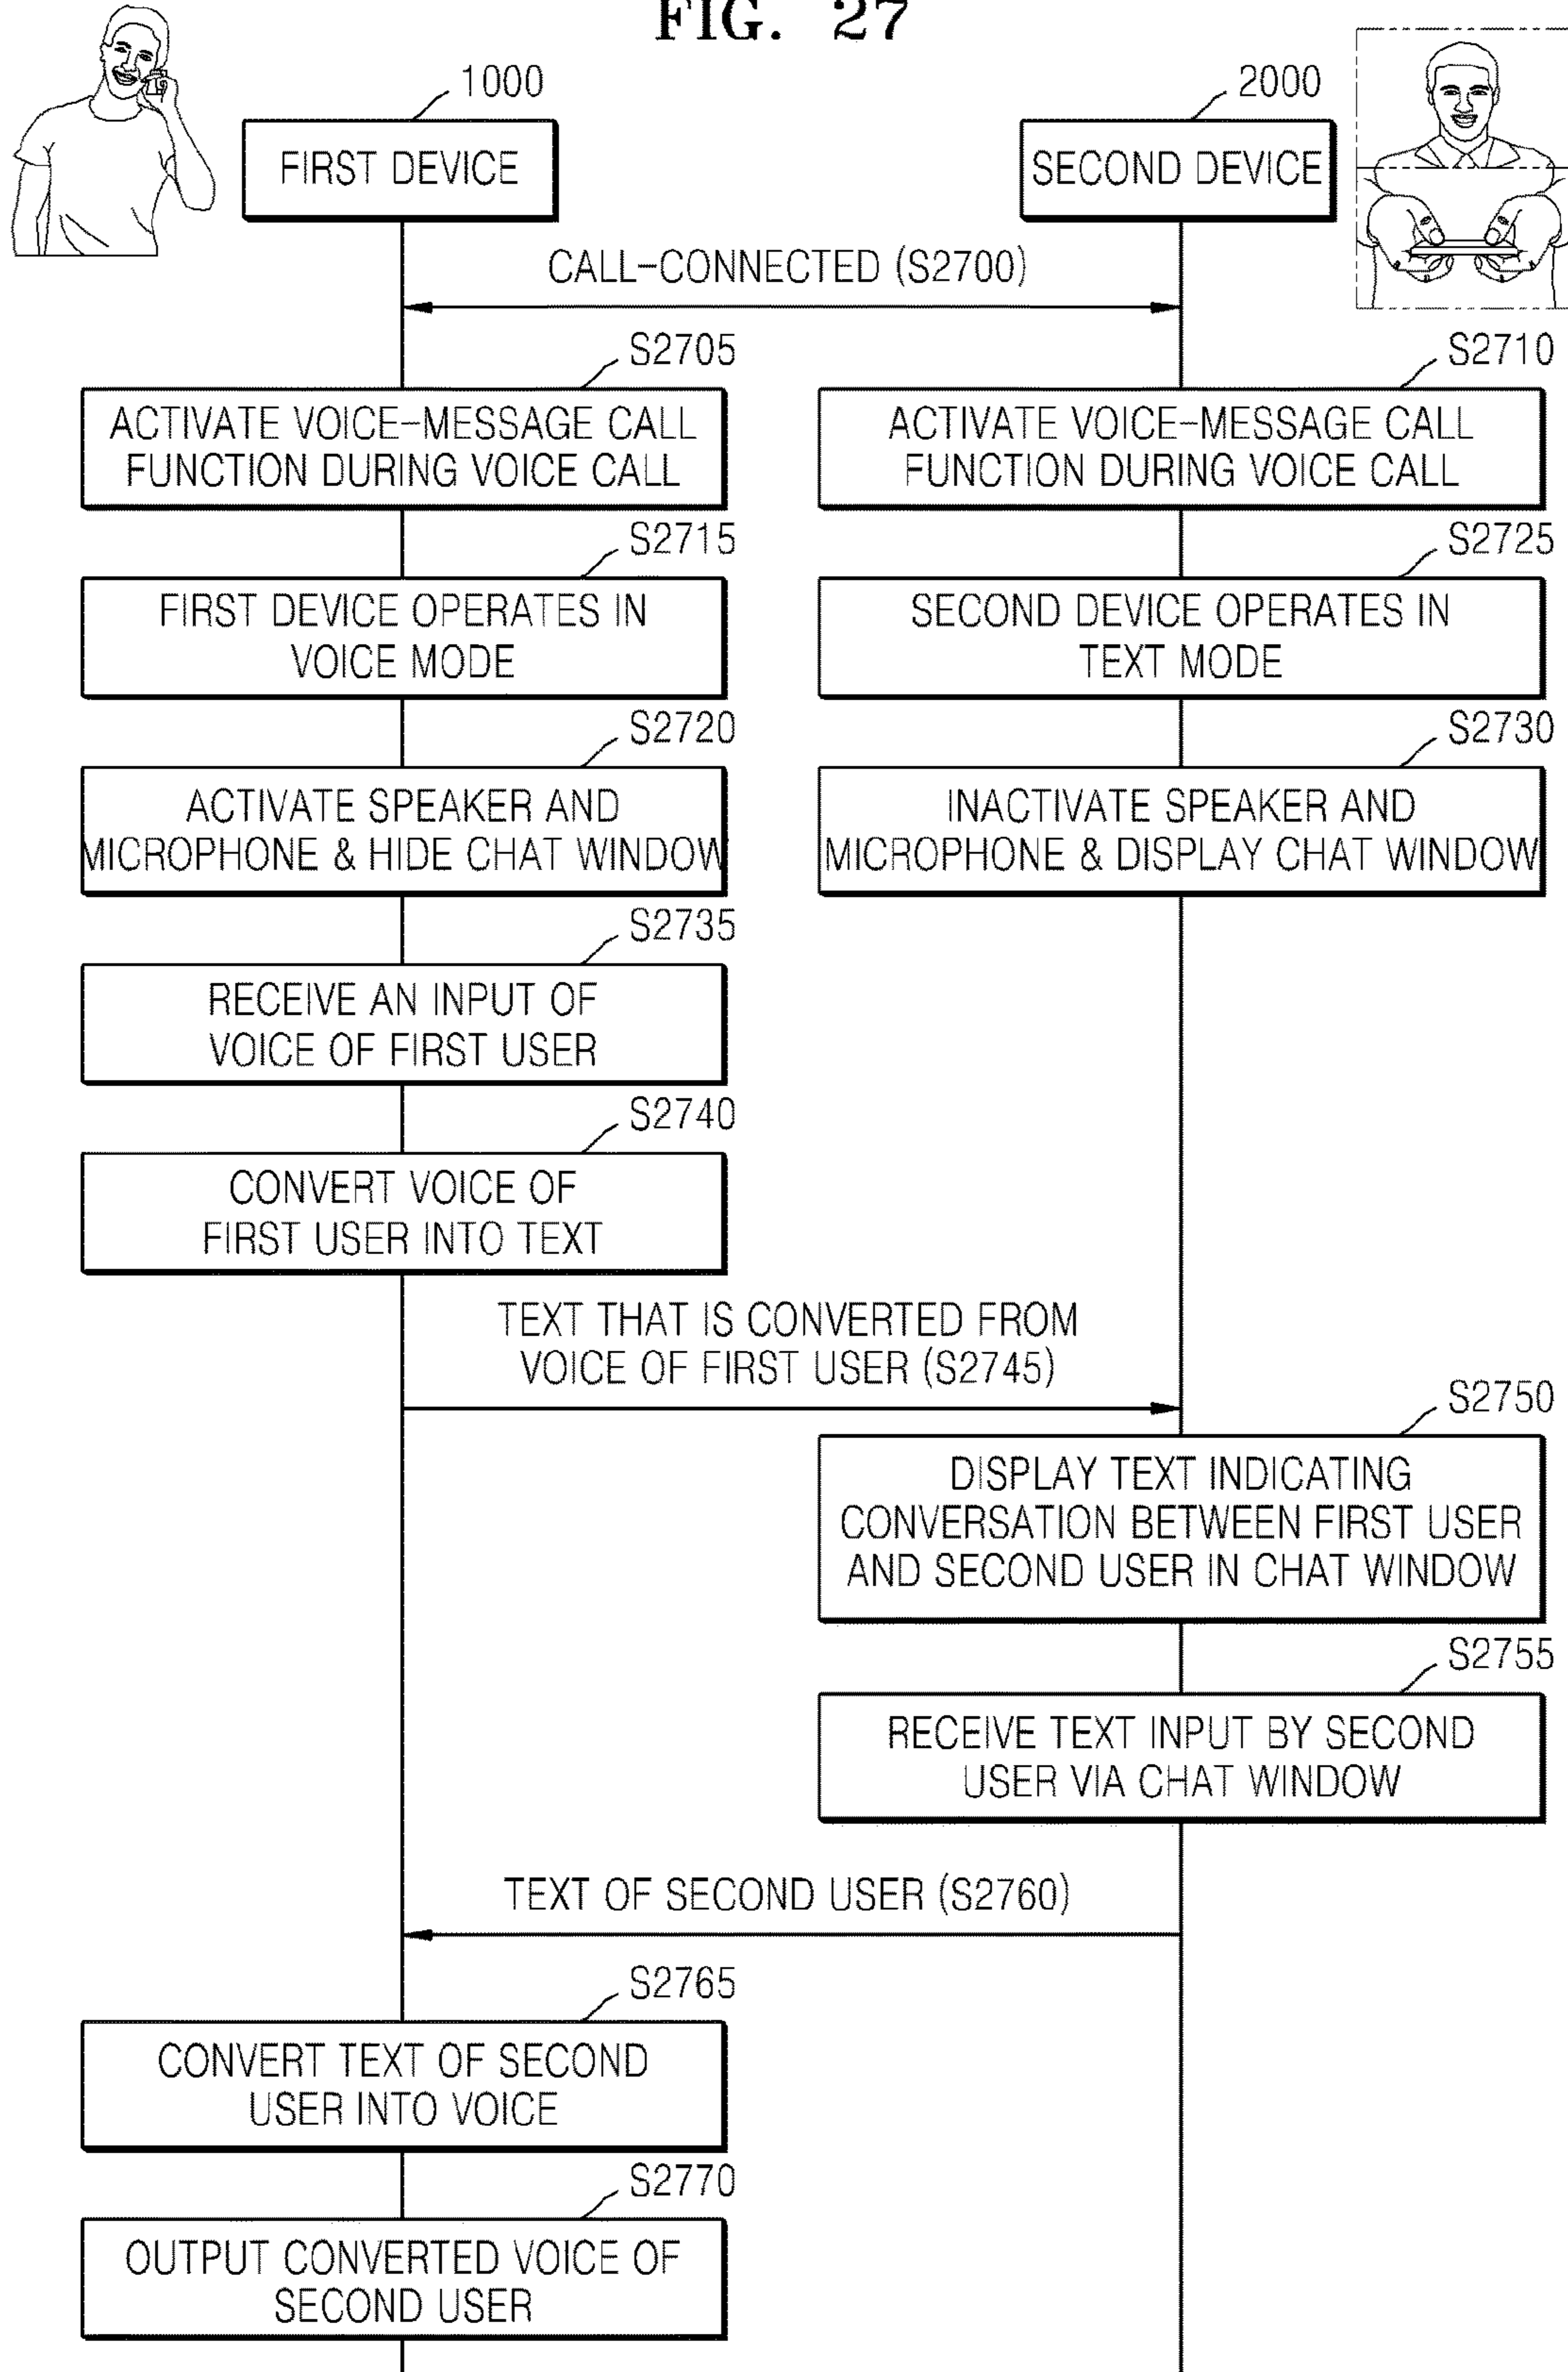 FIG. 27
1000
2000
FIRST DEVICE
SECOND DEVICE
CALL-CONNECTED (S2700)
S2705
S2710
ACTIVATE VOICE-MESSAGE CALL
FUNCTION DURING VOICE CALL
ACTIVATE VOICE-MESSAGE CALL
FUNCTION DURING VOICE CALL
S2715
S2725
FIRST DEVICE OPERATES IN
VOICE MODE
SECOND DEVICE OPERATES IN
TEXT MODE
S2720
S2730
ACTIVATE SPEAKER AND
MICROPHONE & HIDE CHAT WINDOW
INACTIVATE SPEAKER AND
MICROPHONE & DISPLAY CHAT WINDOW
S2735
RECEIVE AN INPUT OF
VOICE OF FIRST USER
S2740
CONVERT VOICE OF
FIRST USER INTO TEXT
TEXT THAT IS CONVERTED FROM
VOICE OF FIRST USER (S2745)
S2750
DISPLAY TEXT INDICATING
CONVERSATION BETWEEN FIRST USER
AND SECOND USER IN CHAT WINDOW
S2755
RECEIVE TEXT INPUT BY SECOND
USER VIA CHAT WINDOW
TEXT OF SECOND USER (S2760)
S2765
CONVERT TEXT OF SECOND
USER INTO VOICE
S2770
OUTPUT CONVERTED VOICE OF
SECOND USER